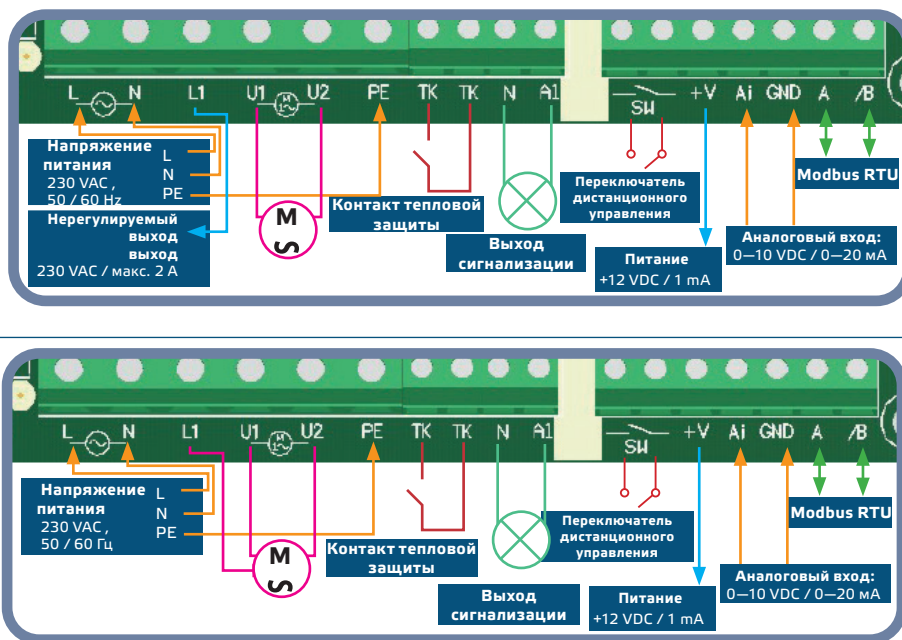 L N L1 U1 M 1~ U2 PE TK TK N A1 SW +V Ai GND A /B
Напряжение
питания
230 VAC ,
50 / 60 Hz
L
N
PE
Нерегулируемый
выход
выход
230 VAC / макс. 2 A
M
Контакт тепловой
защиты
Выход
сигнализации
Переключатель
дистанционного
управления
Питание
+12 VDC / 1 mA
Modbus RTU
Аналоговый вход:
0—10 VDC / 0—20 мА
L N L1 U1 M 1~ U2 PE TK TK N A1 SW +V Ai GND A /B
Напряжение
питания
230 VAC ,
50 / 60 Гц
L
N
PE
M
Контакт тепловой
защиты
Выход
сигнализации
Переключатель
дистанционного
управления
Питание
+12 VDC / 1 mA
Modbus RTU
Аналоговый вход:
0—10 VDC / 0—20 мА